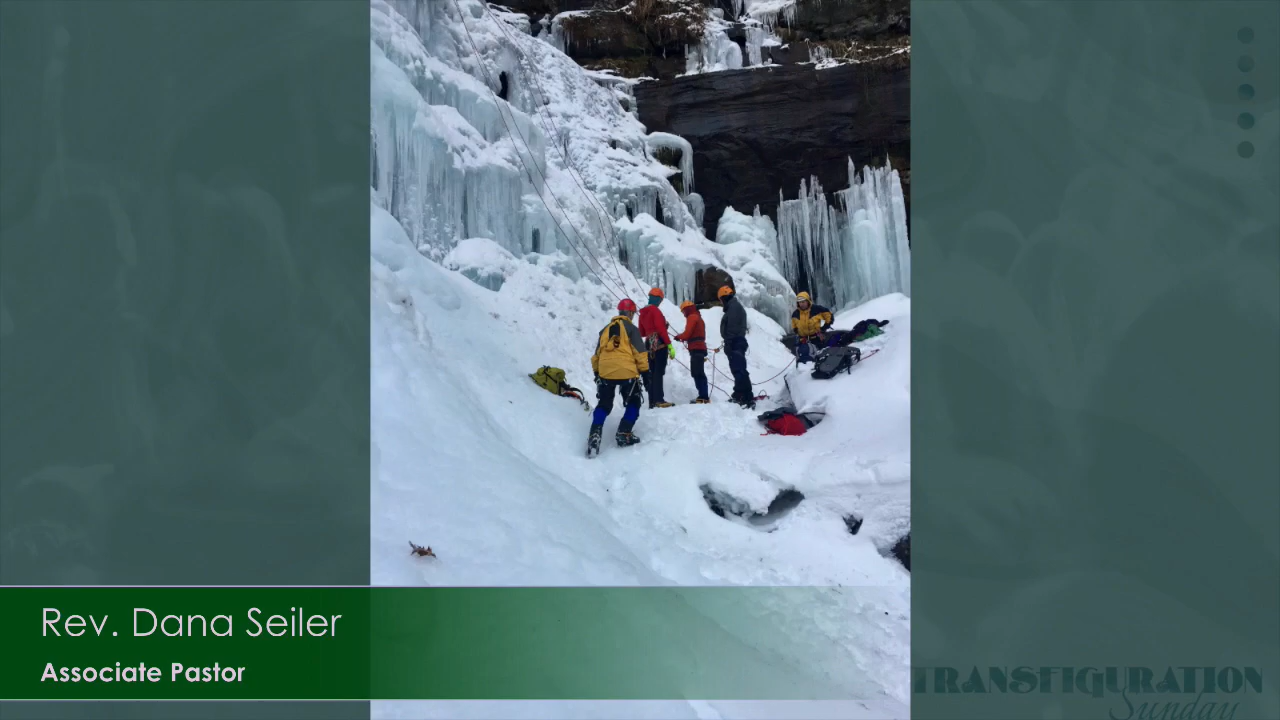 Rev. Dana Seiler
Associate Pastor
TRANSFIGURATION
Sunday